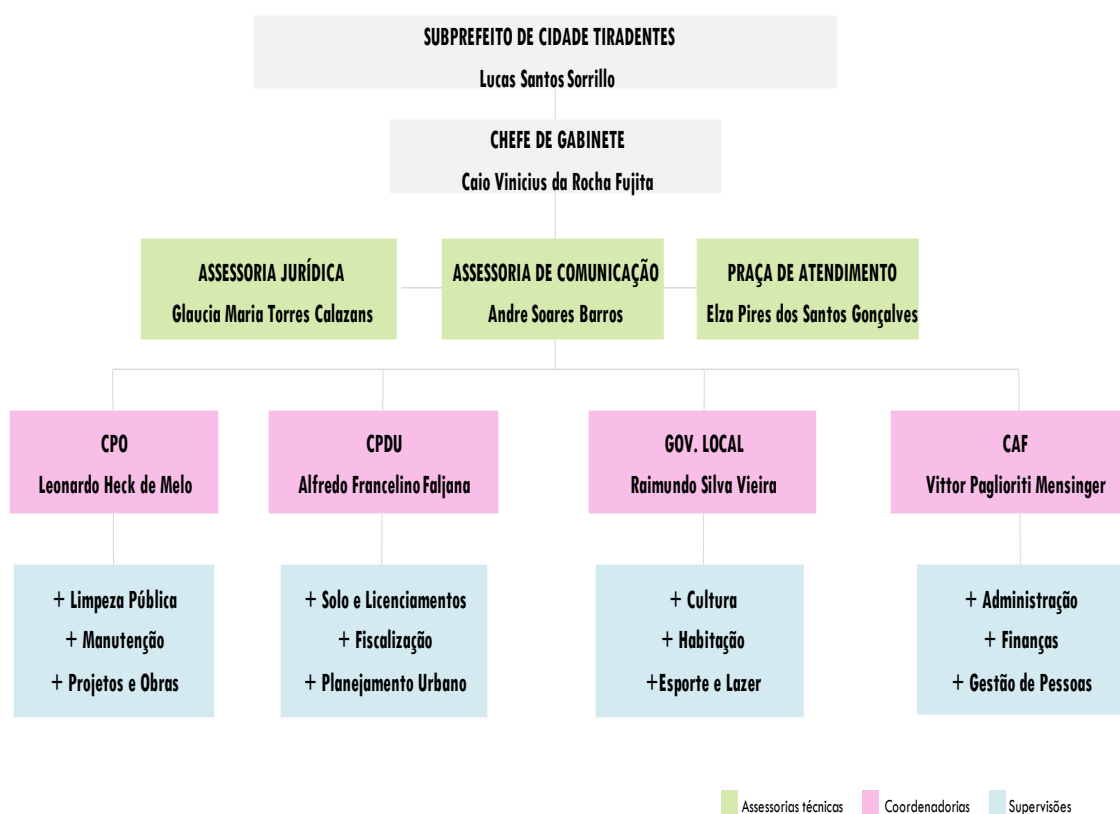 SUBPREFEITO DE CIDADE TIRADENTES
Lucas Santos Sorrillo
CHEFE DE GABINETE
Caio Vinicius da Rocha Fujita
ASSESSORIA JURÍDICA
Glaucia Maria Torres Calazans
ASSESSORIA DE COMUNICAÇÃO
Andre Soares Barros
PRAÇA DE ATENDIMENTO
Elza Pires dos Santos Gonçalves
CPO
Leonardo Heck de Melo
CPDU
Alfredo Francelino Faljana
GOV. LOCAL
Raimundo Silva Vieira
CAF
Vittor Paglioriti Mensinger
+ Limpeza Pública
+ Manutenção
+ Projetos e Obras
+ Solo e Licenciamentos
+ Fiscalização
+ Planejamento Urbano
+ Cultura
+ Habitação
+Esporte e Lazer
+ Administração
+ Finanças
+ Gestão de Pessoas
Assessorias técnicas
Coordenadorias
Supervisões